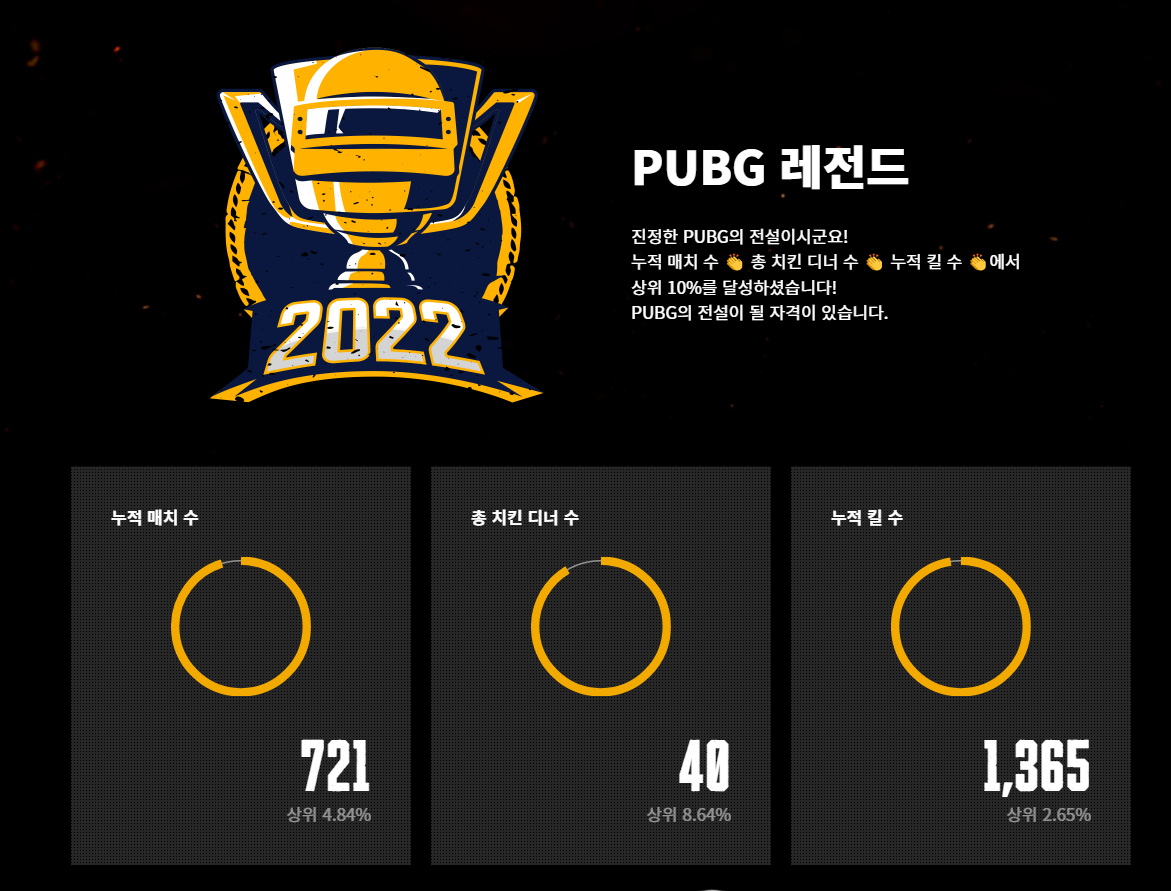 2022
PUBG 레전드
진정한 PUBG의 전설이시군요!
누적 매치 수 👏 총 치킨 디너 수 👏 누적 킬 수 👏에서
상위 10%를 달성하셨습니다!
PUBG의 전설이 될 자격이 있습니다.
누적 매치 수
721
상위 4.84%
총 치킨 디너 수
40
상위 8.64%
누적 킬 수
1,365
상위 2.65%